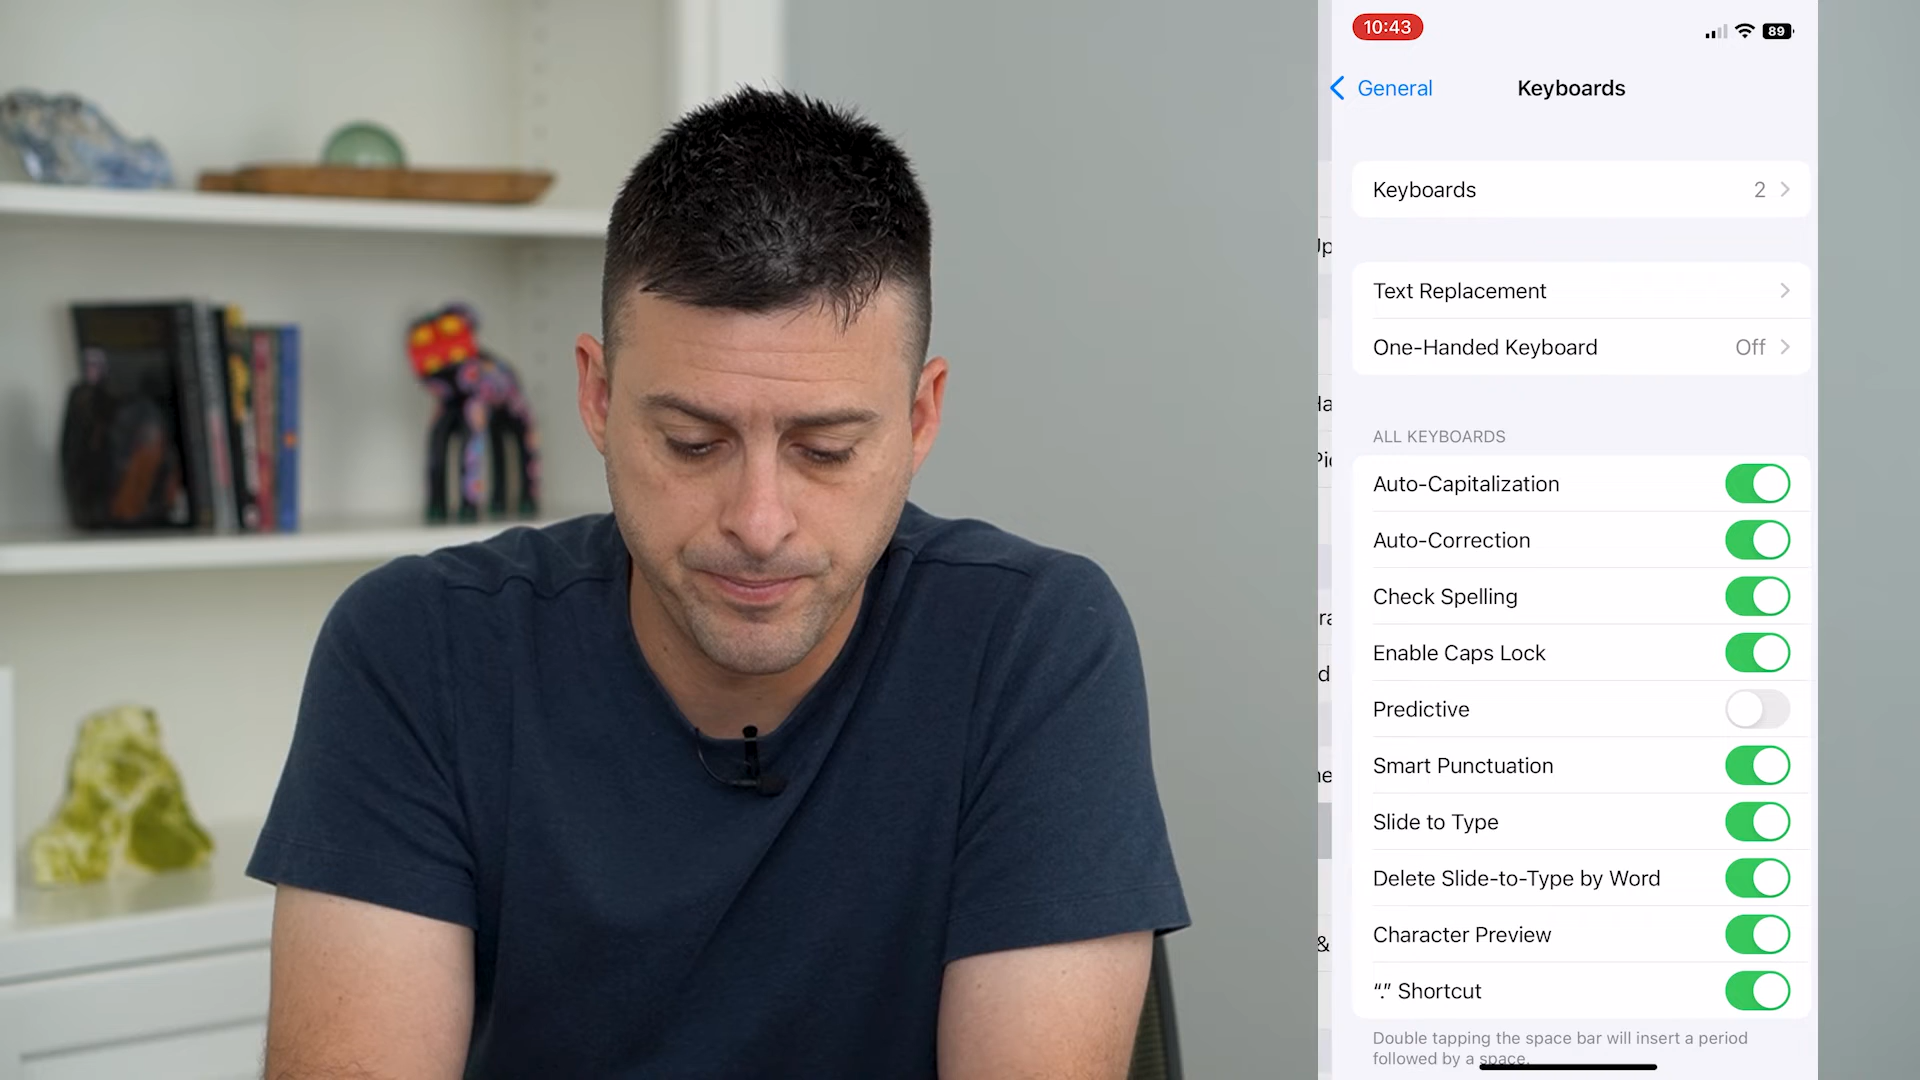 10:43
89
General
Keyboards
Keyboards 2
Text Replacement
One-Handed Keyboard Off
ALL KEYBOARDS
Auto-Capitalization
Auto-Correction
Check Spelling
Enable Caps Lock
Predictive
Smart Punctuation
Slide to Type
Delete Slide-to-Type by Word
Character Preview
“.” Shortcut
Double tapping the space bar will insert a period
followed by a space.